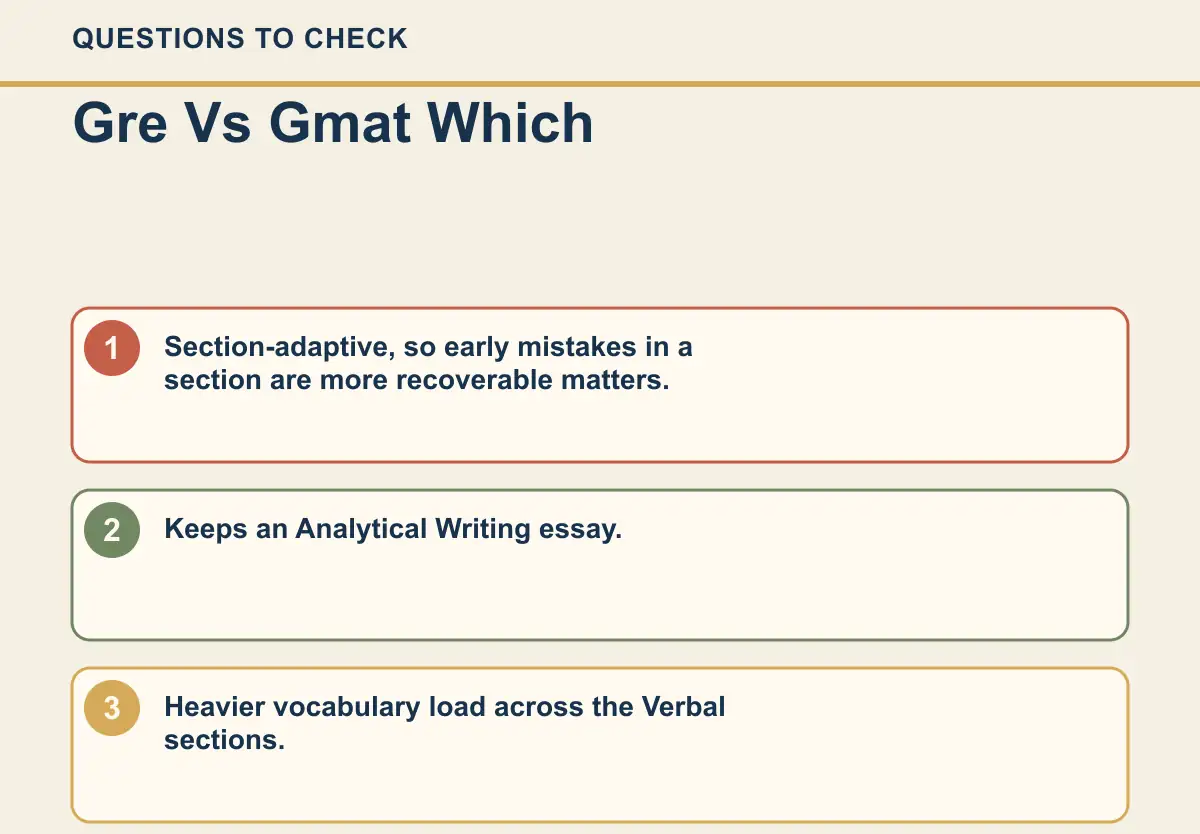 QUESTIONS TO CHECK
Gre Vs Gmat Which
1
Section-adaptive, so early mistakes in a
section are more recoverable matters.
2
Keeps an Analytical Writing essay.
3
Heavier vocabulary load across the Verbal
sections.